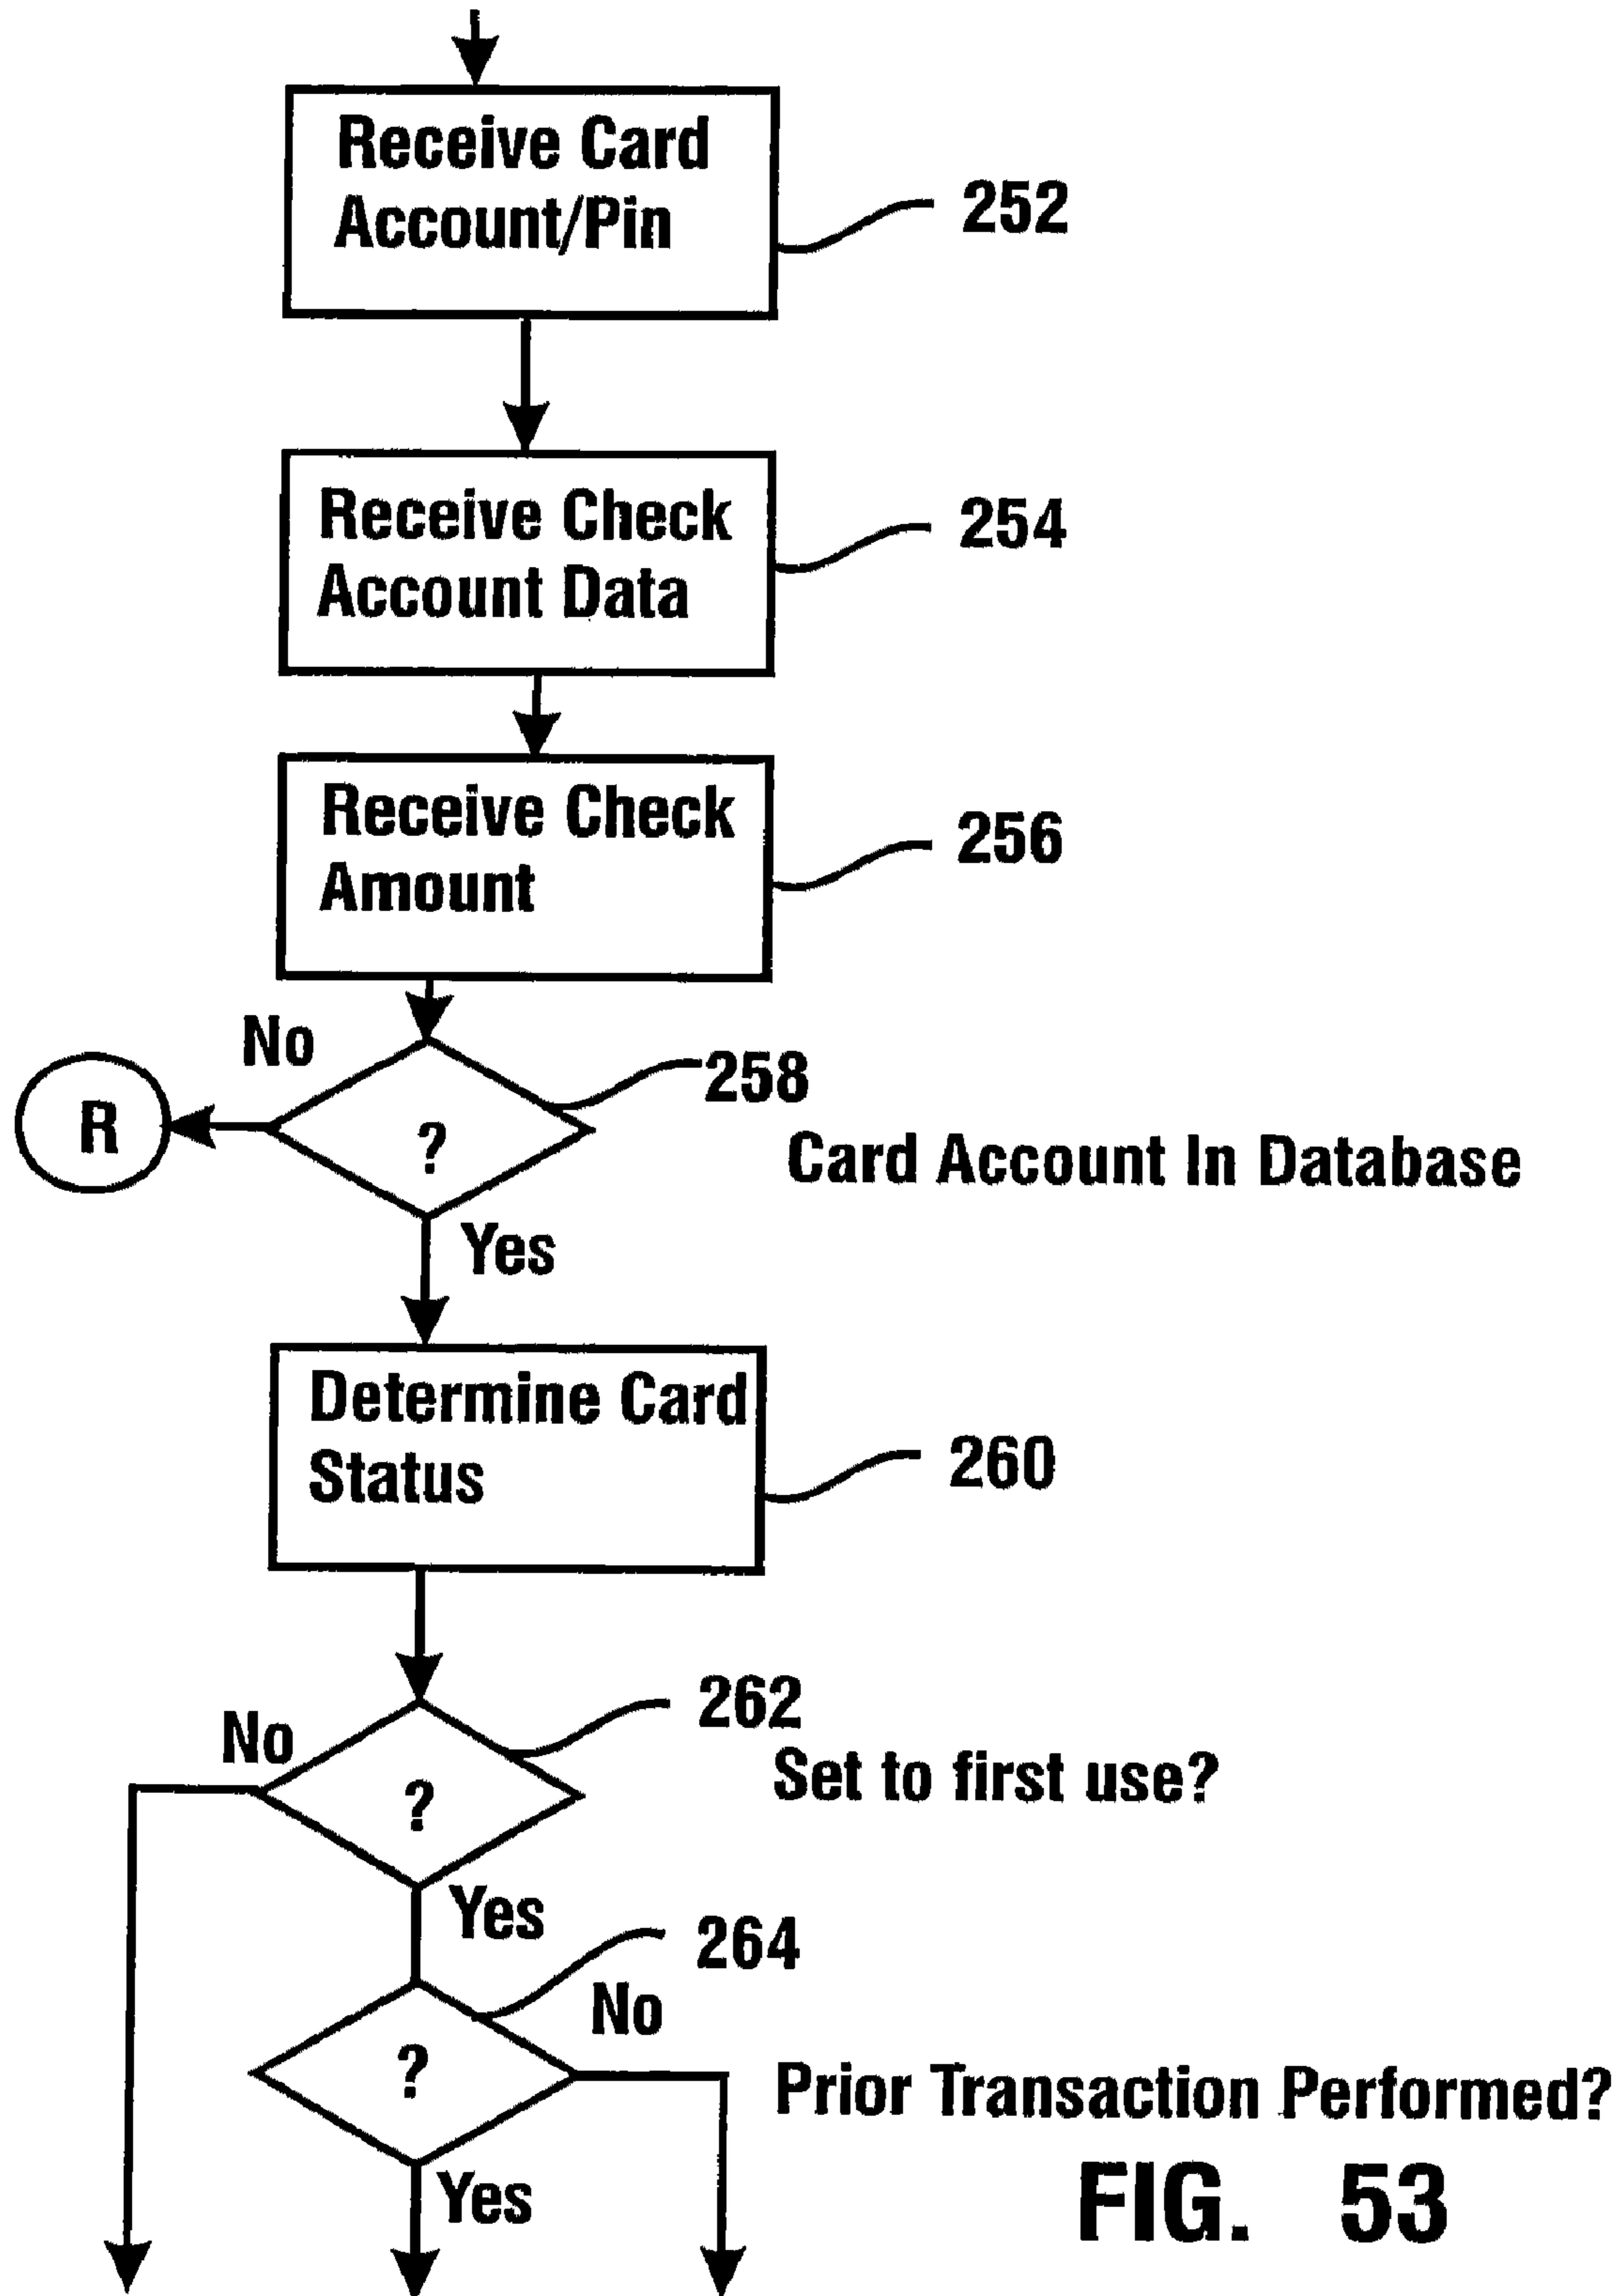 Receive Card
Account/Pin
252
Receive Check
Account Data
254
Receive Check
Amount
256
No
258
R
?
Card Account In Database
Yes
Determine Card
Status
260
262
No
Set to first use?
?
Yes
264
No
?
Prior Transaction Performed?
Yes
FIG. 53